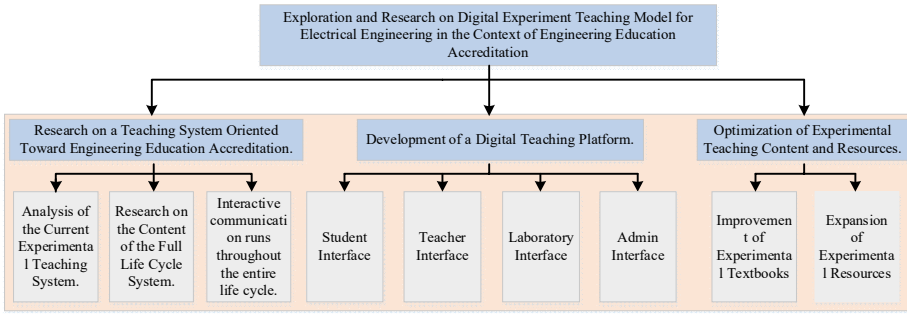 Exploration and Research on Digital Experiment Teaching Model for
Electrical Engineering in the Context of Engineering Education
Accreditation
Research on a Teaching System Oriented
Toward Engineering Education Accreditation.
Development of a Digital Teaching Platform.
Optimization of Experimental
Teaching Content and Resources.
Analysis of
the Current
Experimenta
l Teaching
System.
Research on
the Content
of the Full
Life Cycle
System.
Interactive
communicati
on runs
throughout
the entire
life cycle.
Student
Interface
Teacher
Interface
Laboratory
Interface
Admin
Interface
Improvemen
t of
Experimenta
l Textbooks
Expansion
of
Experimenta
l Resources